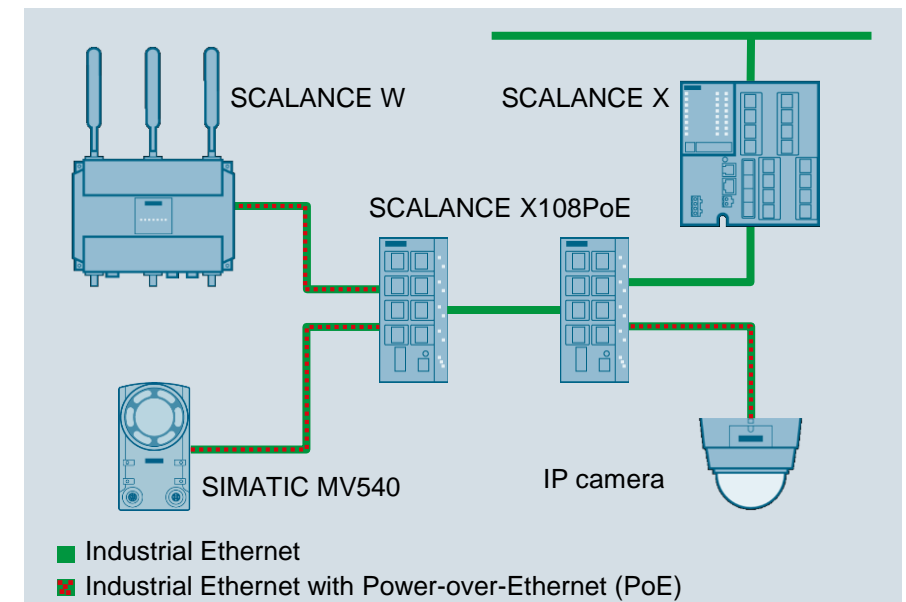 SCALANCE W
SCALANCE X
SCALANCE X108PoE
SIMATIC MV540
IP camera
Industrial Ethernet
Industrial Ethernet with Power-over-Ethernet (PoE)